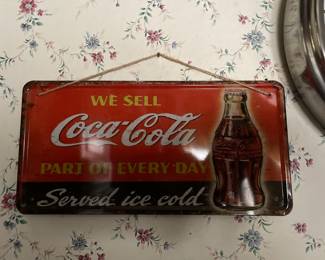 WE SELL
Coca-Cola
PART OF EVERY DAY
Served ice cold